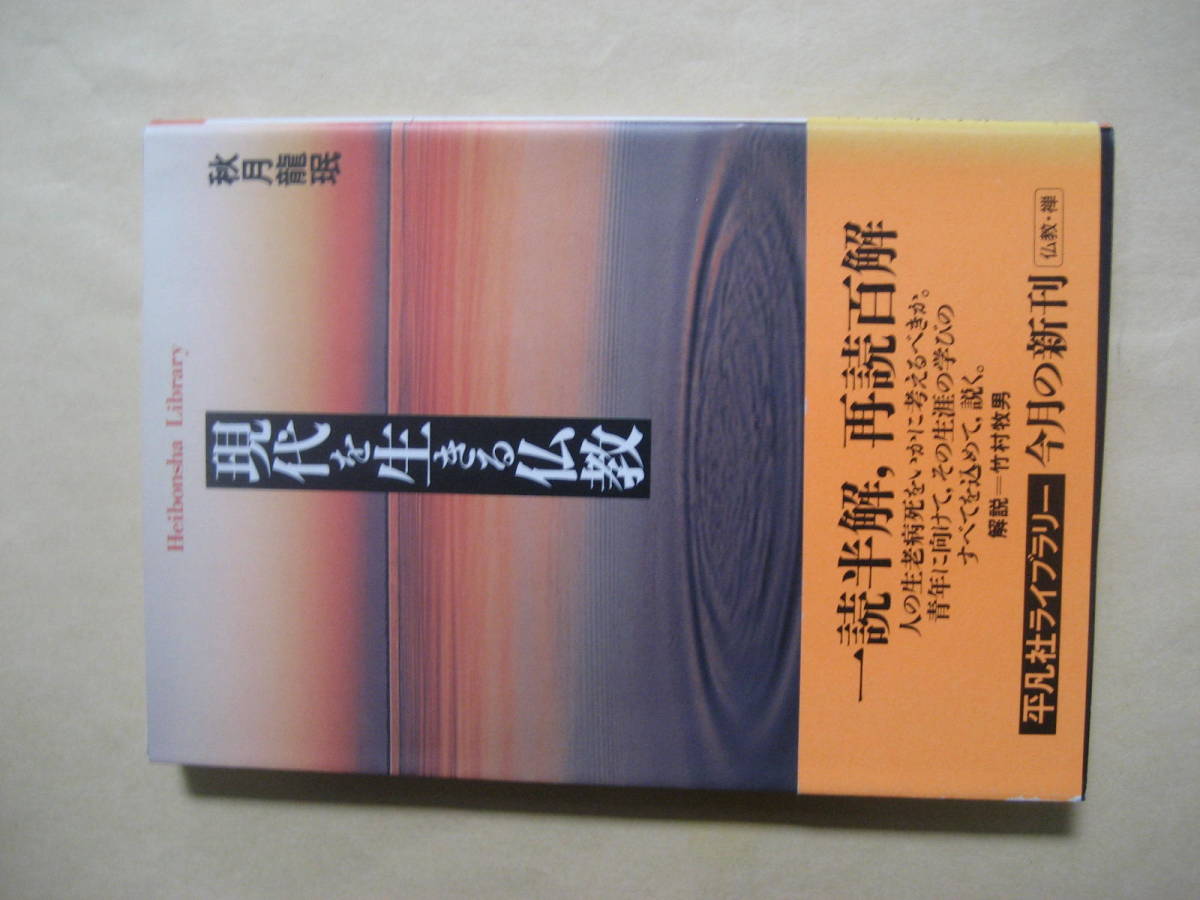 Heibonsha Library
現代を生きる仏教
秋月龍珉
一読半解，再読百解
人の生老病死をいかに考えるべきか。
青年に向けて，その生涯の学びの
すべてを込めて，説く。
解説＝竹村牧男
平凡社ライブラリー
今月の新刊
仏教・禅